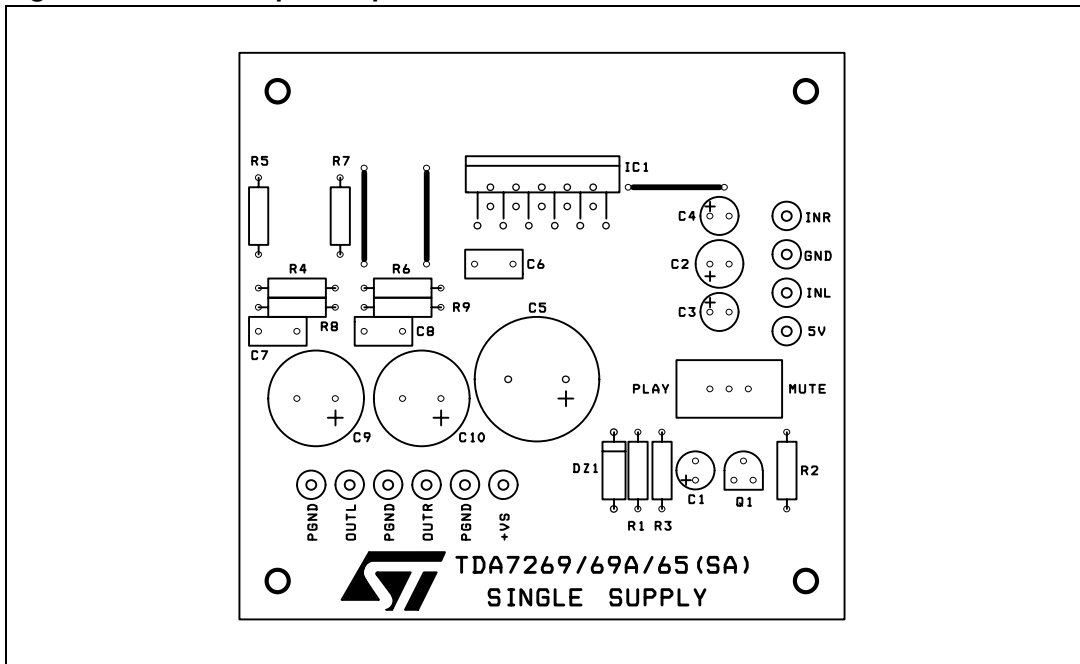 R5
R7
IC1
C4
INR
C2
GND
C6
R4
R6
INL
C3
R9
C5
R8
C8
5V
C7
PLAY
MUTE
C9
C10
DZ1
R2
C1
Q1
R1
R3
PGND
OUTL
PGND
OUTR
PGND
+VS
ST
TDA7269/69A/65(SA)
SINGLE SUPPLY